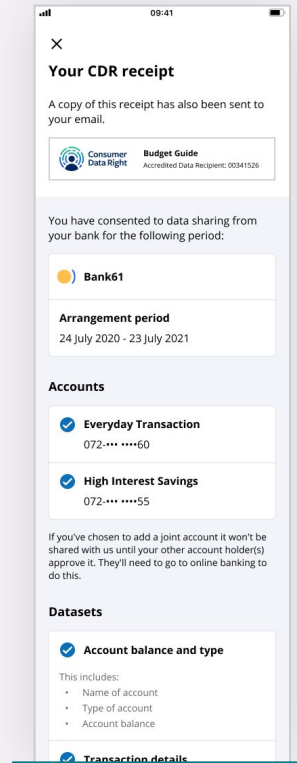 09:41
Your CDR receipt
A copy of this receipt has also been sent to
your email.
Consumer
Data Right
Budget Guide
Accredited Data Recipient: 00341526
You have consented to data sharing from
your bank for the following period:
Bank61
Arrangement period
24 July 2020 - 23 July 2021
Accounts
Everyday Transaction
072-••• ••••60
High Interest Savings
072-••• ••••55
If you've chosen to add a joint account it won't be
shared with us until your other account holder(s)
approve it. They'll need to go to online banking to
do this.
Datasets
Account balance and type
This includes:
• Name of account
• Type of account
• Account balance
Transaction details